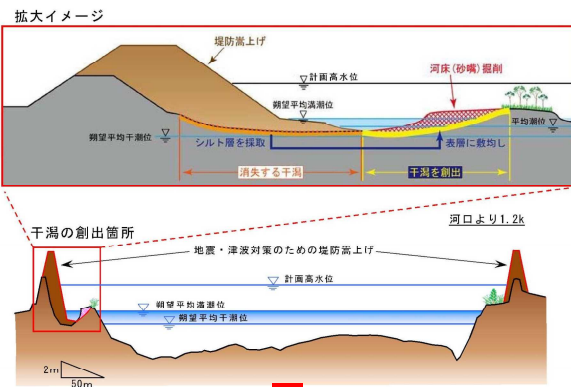 拡大イメージ
堤防嵩上げ
計画高水位
河床(砂嘴)掘削
朔望平均満潮位
平均潮位
朔望平均干潮位
シルト層を採取
表層に敷均し
消失する干潟
干潟を創出
河口より1.2k
干潟の創出箇所
地震・津波対策のための堤防嵩上げ
計画高水位
朔望平均満潮位
朔望平均干潮位
2m
50m